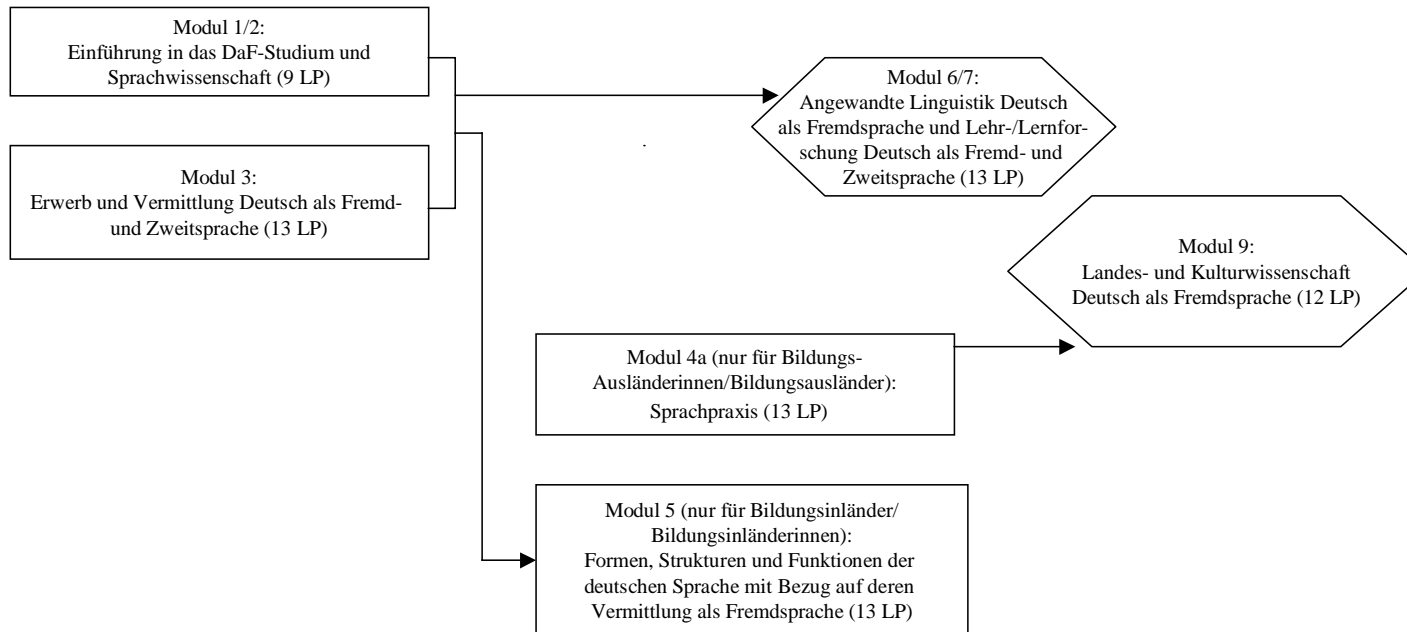 Modul 1/2:
Einführung in das DaF-Studium und
Sprachwissenschaft (9 LP)
Modul 3:
Erwerb und Vermittlung Deutsch als Fremd-
und Zweitsprache (13 LP)
Modul 6/7:
Angewandte Linguistik Deutsch
als Fremdsprache und Lehr-/Lernfor-
schung Deutsch als Fremd- und
Zweitsprache (13 LP)
Modul 9:
Landes- und Kulturwissenschaft
Deutsch als Fremdsprache (12 LP)
Modul 4a (nur für Bildungs-
Ausländerinnen/Bildungsausländer):
Sprachpraxis (13 LP)
Modul 5 (nur für Bildungsinländer/
Bildungsinländerinnen):
Formen, Strukturen und Funktionen der
deutschen Sprache mit Bezug auf deren
Vermittlung als Fremdsprache (13 LP)